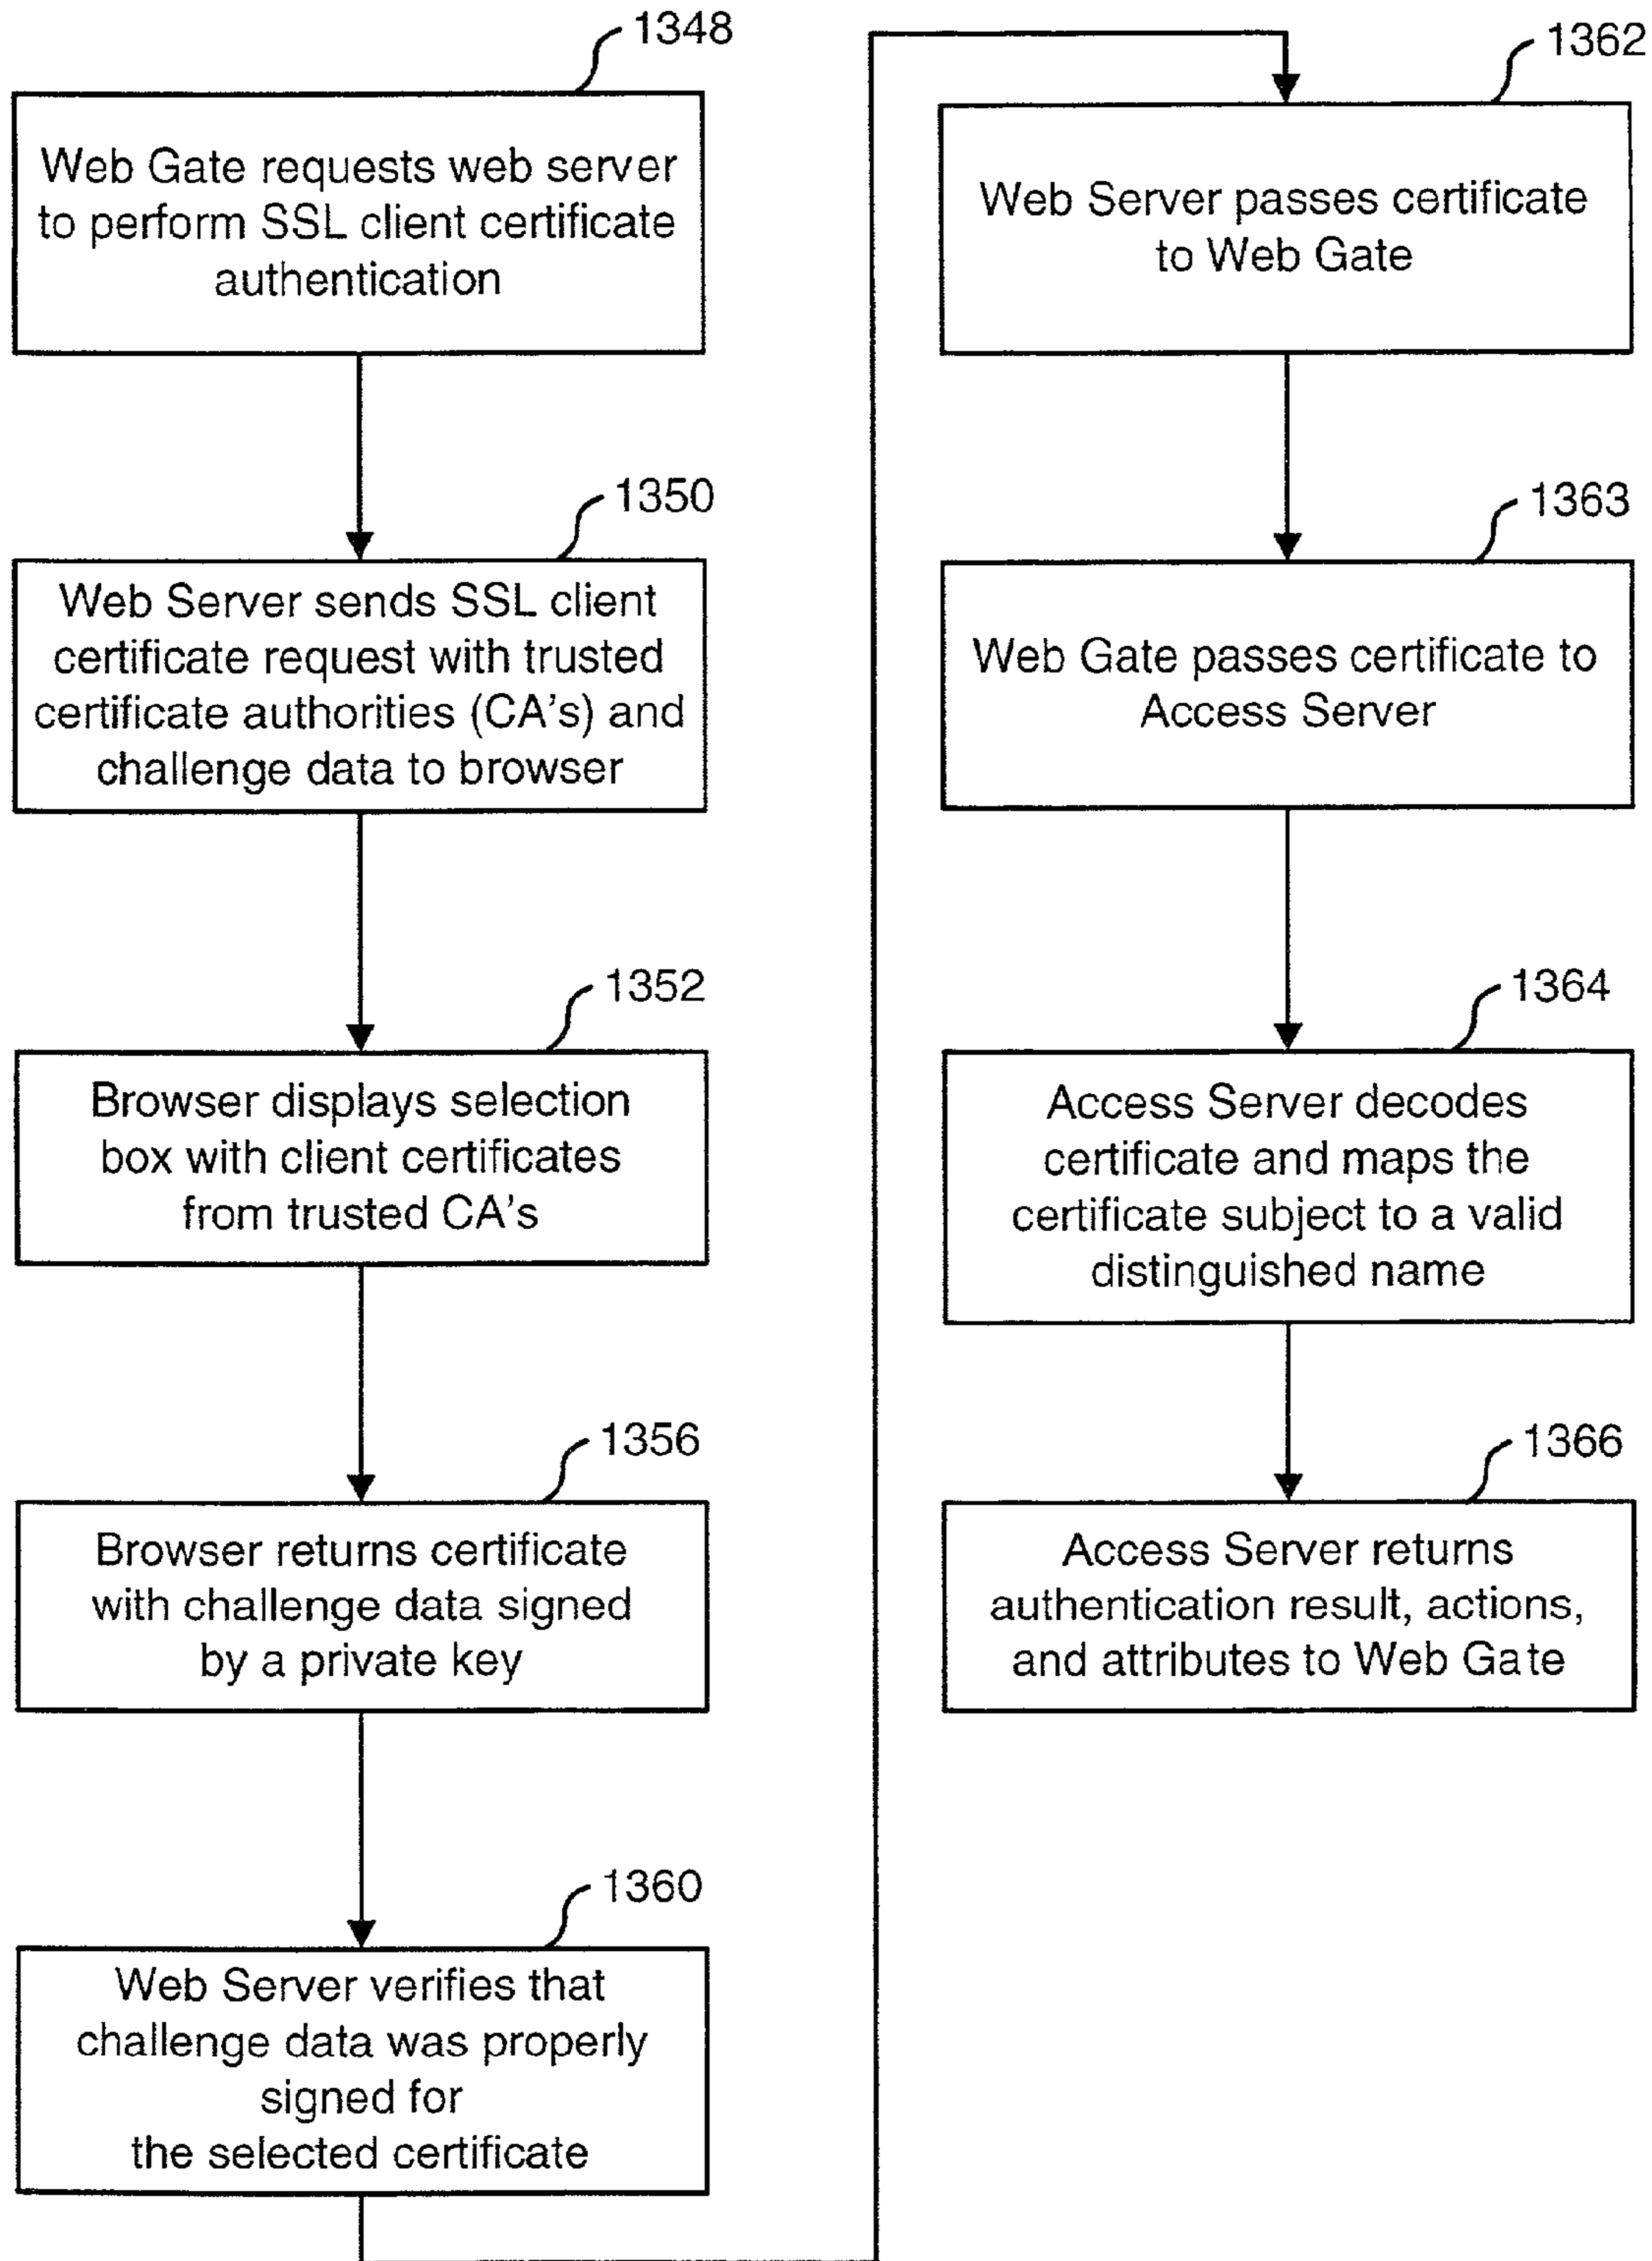 1348
Web Gate requests web server
to perform SSL client certificate
authentication
1350
Web Server sends SSL client
certificate request with trusted
certificate authorities (CA's) and
challenge data to browser
1352
Browser displays selection
box with client certificates
from trusted CA's
1356
Browser returns certificate
with challenge data signed
by a private key
1360
Web Server verifies that
challenge data was properly
signed for
the selected certificate
1362
Web Server passes certificate
to Web Gate
1363
Web Gate passes certificate to
Access Server
1364
Access Server decodes
certificate and maps the
certificate subject to a valid
distinguished name
1366
Access Server returns
authentication result, actions,
and attributes to Web Gate